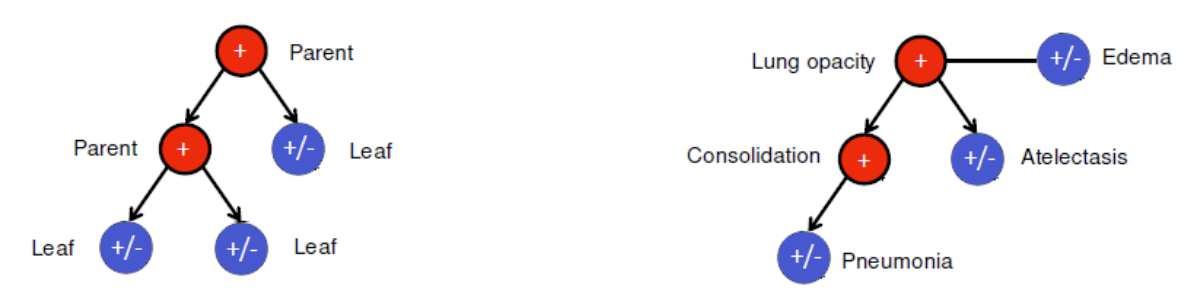 + Parent
Parent + +/- Leaf
Leaf +/- +/- Leaf
Lung opacity + +/- Edema
Consolidation + +/- Atelectasis
+/- Pneumonia